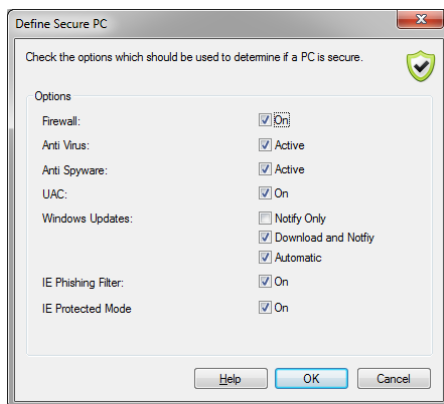 Define Secure PC
Check the options which should be used to determine if a PC is secure.
Options
Firewall: On
Anti Virus: Active
Anti Spyware: Active
UAC: On
Windows Updates: Notify Only
Download and Notfiy
Automatic
IE Phishing Filter: On
IE Protected Mode On
Help OK Cancel